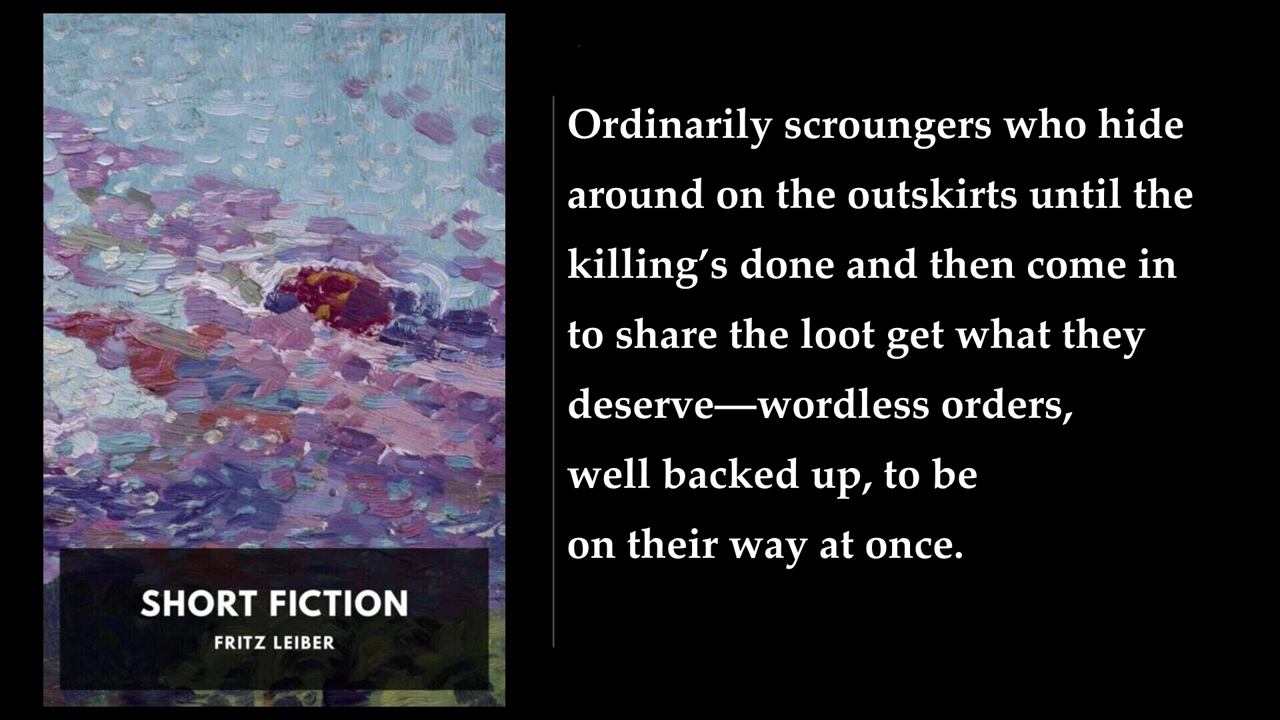 SHORT FICTION
FRITZ LEIBER
Ordinarily scroungers who hide
around on the outskirts until the
killing’s done and then come in
to share the loot get what they
deserve—wordless orders,
well backed up, to be
on their way at once.